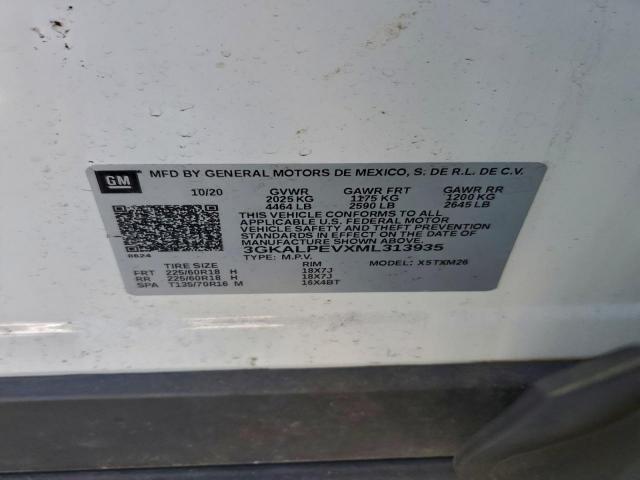 GM
MFD BY GENERAL MOTORS DE MEXICO, S: DE R.L. DE C.V.
10/20 GVWR GAWR FRT GAWR RR
2025 KG 1175 KG 1200 KG
4464 LB 2590 LB 2645 LB
THIS VEHICLE CONFORMS TO ALL
APPLICABLE U.S. FEDERAL MOTOR
VEHICLE SAFETY AND THEFT PREVENTION
STANDARDS IN EFFECT ON THE DATE OF
MANUFACTURE SHOWN ABOVE.
3GKALPEVXML313935
8624 TYPE: M.P.V. MODEL: XSTXM26
TIRE SIZE RIM
FRT 225/60R18 H 18X7J
RR 225/60R18 H 18X7J
SPA T135/70R16 M 16X4BT